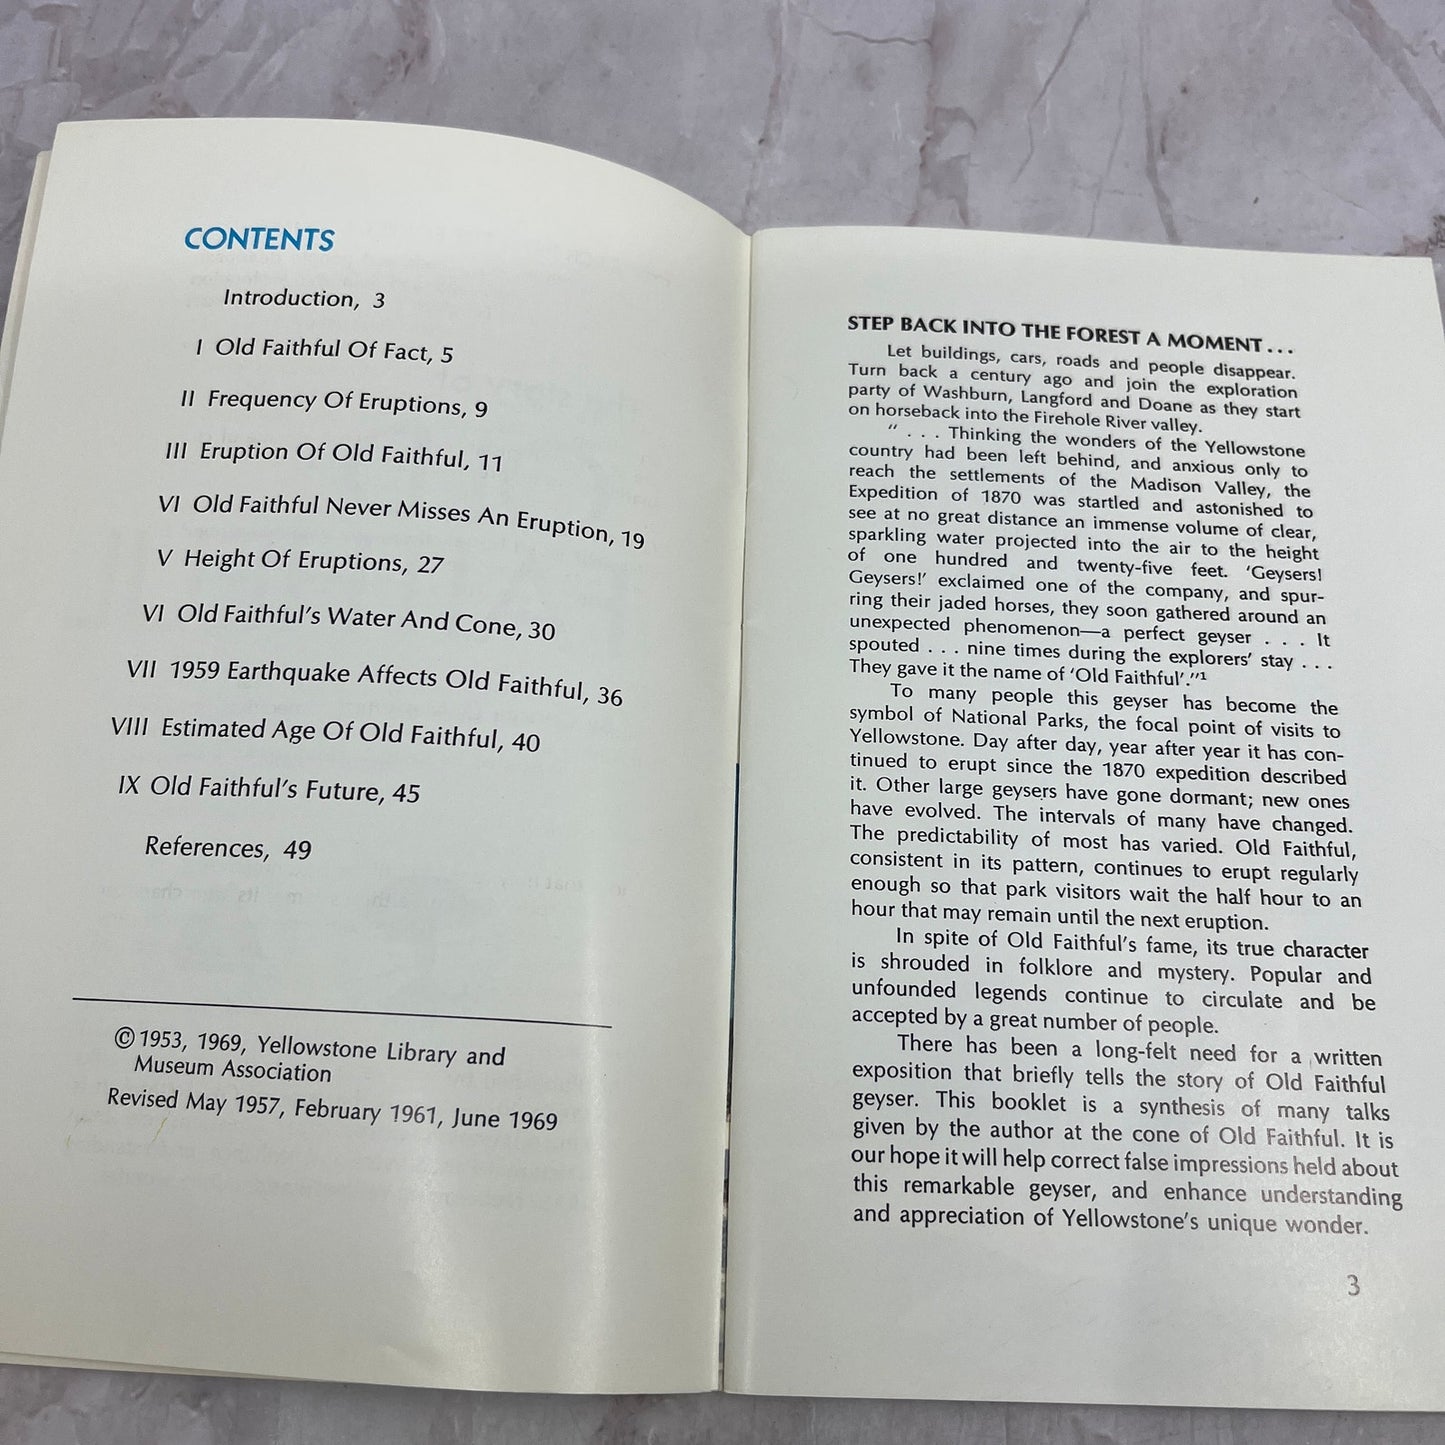 CONTENTS
Introduction, 3
I Old Faithful Of Fact, 5
II Frequency Of Eruptions, 9
III Eruption Of Old Faithful, 11
VI Old Faithful Never Misses An Eruption, 19
V Height Of Eruptions, 27
VI Old Faithful's Water And Cone, 30
VII 1959 Earthquake Affects Old Faithful, 36
VIII Estimated Age Of Old Faithful, 40
IX Old Faithful's Future, 45
References, 49
© 1953, 1969, Yellowstone Library and
Museum Association
Revised May 1957, February 1961, June 1969
STEP BACK INTO THE FOREST A MOMENT . . .
Let buildings, cars, roads and people disappear.
Turn back a century ago and join the exploration
party of Washburn, Langford and Doane as they start
on horseback into the Firehole River valley.
" . . . Thinking the wonders of the Yellowstone
country had been left behind, and anxious only to
reach the settlements of the Madison Valley, the
Expedition of 1870 was startled and astonished to
see at no great distance an immense volume of clear,
sparkling water projected into the air to the height
of one hundred and twenty-five feet. 'Geysers!
Geysers!' exclaimed one of the company, and spur-
ring their jaded horses, they soon gathered around an
unexpected phenomenon—a perfect geyser . . . It
spouted . . . nine times during the explorers' stay . . .
They gave it the name of 'Old Faithful'."¹
To many people this geyser has become the
symbol of National Parks, the focal point of visits to
Yellowstone. Day after day, year after year it has con-
tinued to erupt since the 1870 expedition described
it. Other large geysers have gone dormant; new ones
have evolved. The intervals of many have changed.
The predictability of most has varied. Old Faithful,
consistent in its pattern, continues to erupt regularly
enough so that park visitors wait the half hour to an
hour that may remain until the next eruption.
In spite of Old Faithful's fame, its true character
is shrouded in folklore and mystery. Popular and
unfounded legends continue to circulate and be
accepted by a great number of people.
There has been a long-felt need for a written
exposition that briefly tells the story of Old Faithful
geyser. This booklet is a synthesis of many talks
given by the author at the cone of Old Faithful. It is
our hope it will help correct false impressions held about
this remarkable geyser, and enhance understanding
and appreciation of Yellowstone's unique wonder.
3